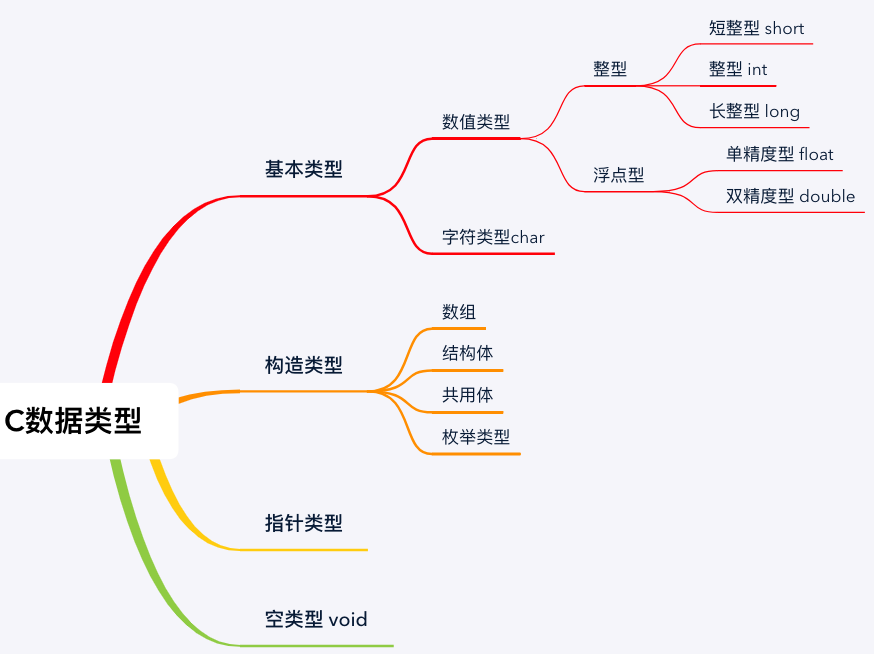 C数据类型
基本类型
数值类型
整型
短整型 short
整型 int
长整型 long
浮点型
单精度型 float
双精度型 double
字符类型char
构造类型
数组
结构体
共用体
枚举类型
指针类型
空类型 void